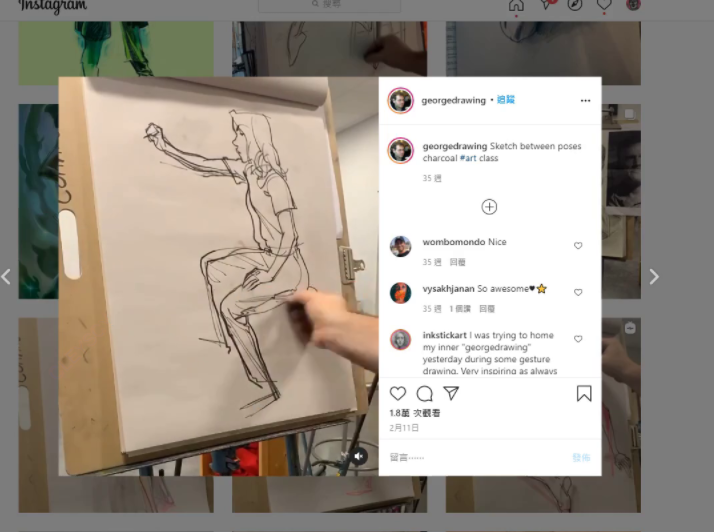 Instagram
搜尋
georgedrawing • 追蹤
georgedrawing Sketch between poses
charcoal #art class
35 週
wombomondo Nice
35 週 回覆
vysakhjanan So awesome♥⭐
35 週 1 個讚 回覆
inkstickart I was trying to home
my inner "georgedrawing"
yesterday during some gesture
drawing. Very inspiring as always
1.8萬 次觀看
2月11日
留言⋯⋯
發佈